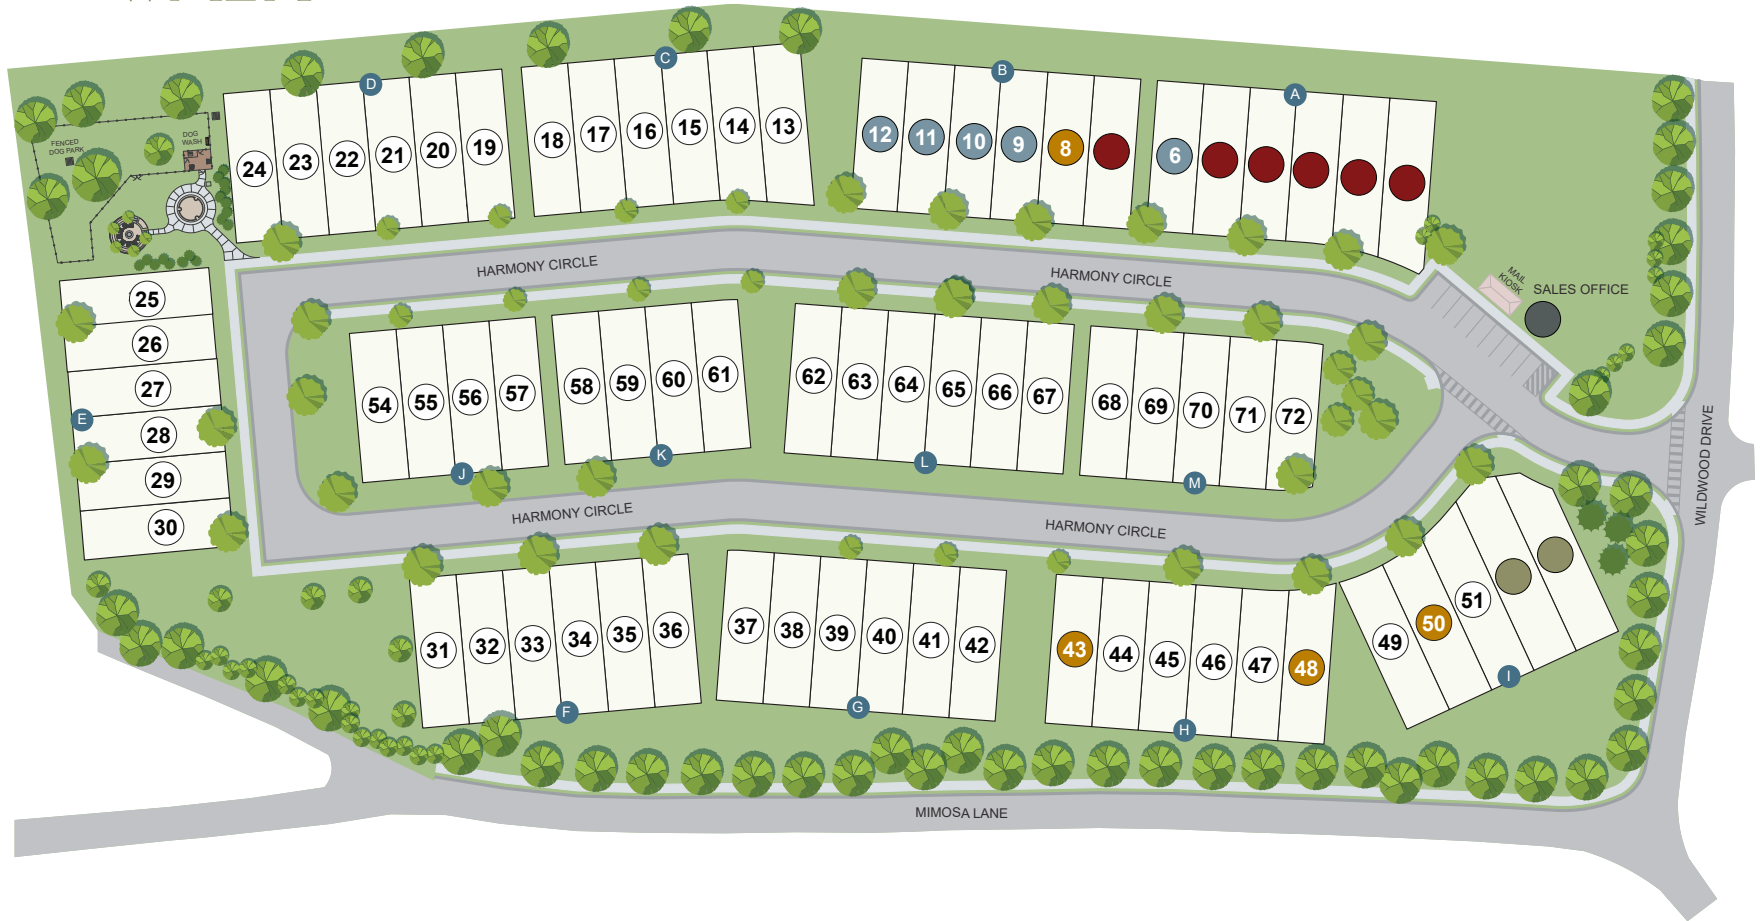 C
D
B
A
18 17 16 15 14 13
12 11 10 9 8
6
24 23 22 21 20 19
FENCED
DOG PARK
DOG
WASH
HARMONY CIRCLE
HARMONY CIRCLE
MAIL
KIOSK
SALES OFFICE
25
26
27
E
28
29
30
54 55 56 57
58 59 60 61
62 63 64 65 66 67
68 69 70 71 72
J
K
L
M
WILDWOOD DRIVE
HARMONY CIRCLE
HARMONY CIRCLE
31 32 33 34 35 36
37 38 39 40 41 42
43 44 45 46 47 48
49 50 51
F
G
H
I
MIMOSA LANE